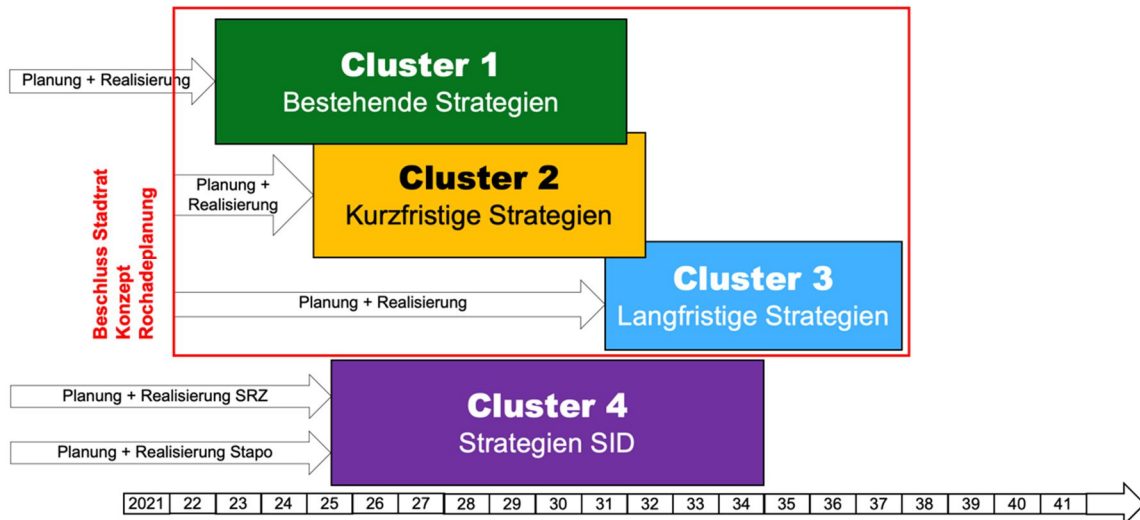 Cluster 1
Bestehende Strategien
Planung + Realisierung
Cluster 2
Kurzfristige Strategien
Planung +
Realisierung
Beschluss Stadtrat
Konzept
Rochadeplanung
Cluster 3
Langfristige Strategien
Planung + Realisierung
Cluster 4
Strategien SID
Planung + Realisierung SRZ
Planung + Realisierung Stapo
2021 22 23 24 25 26 27 28 29 30 31 32 33 34 35 36 37 38 39 40 41